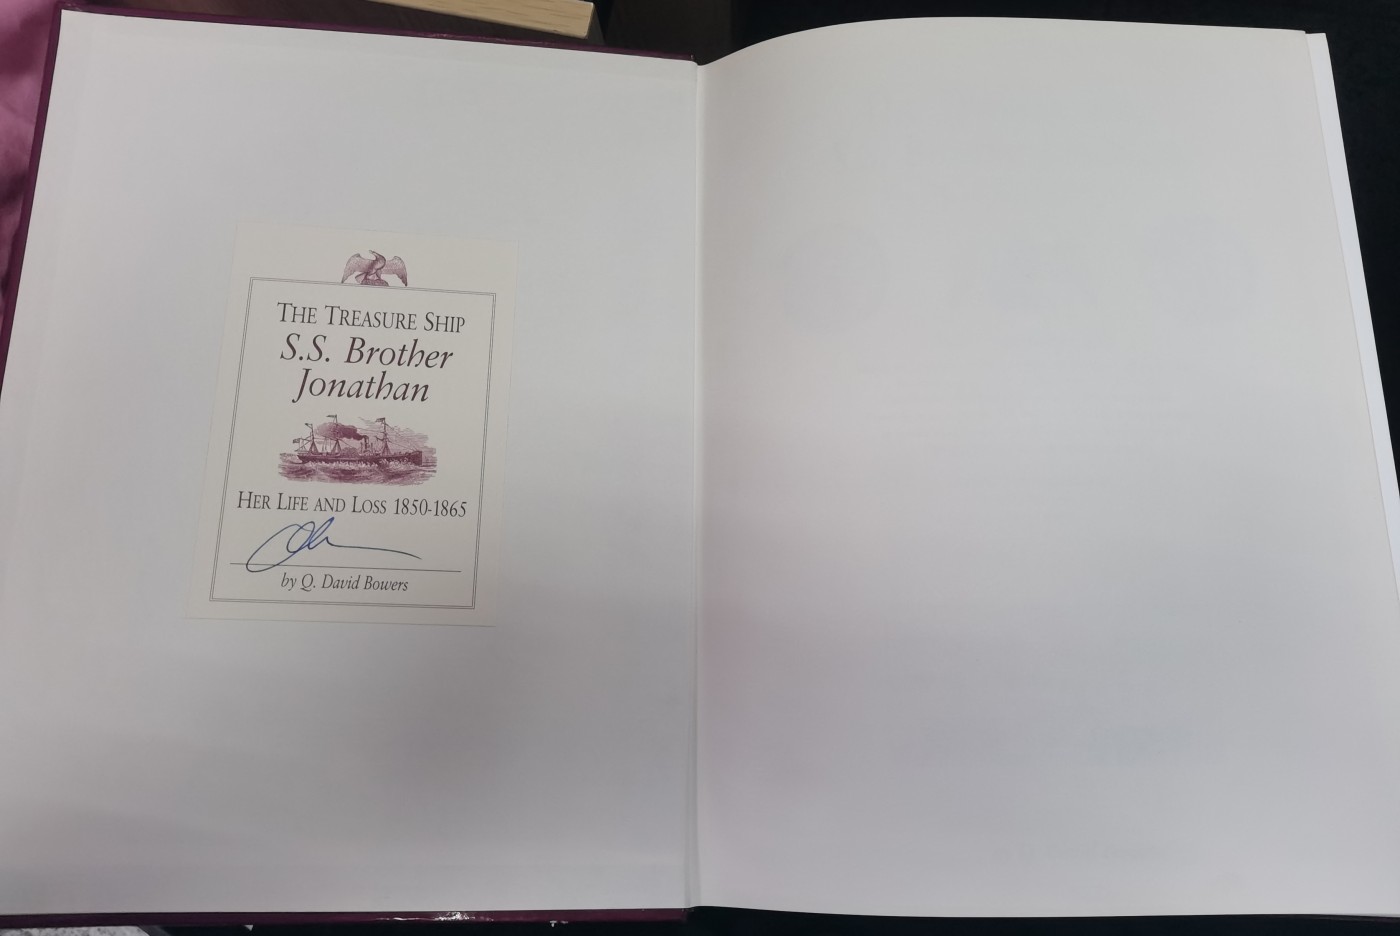 The Treasure Ship
S.S. Brother
Jonathan
Her Life and Loss 1850-1865
by Q. David Bowers